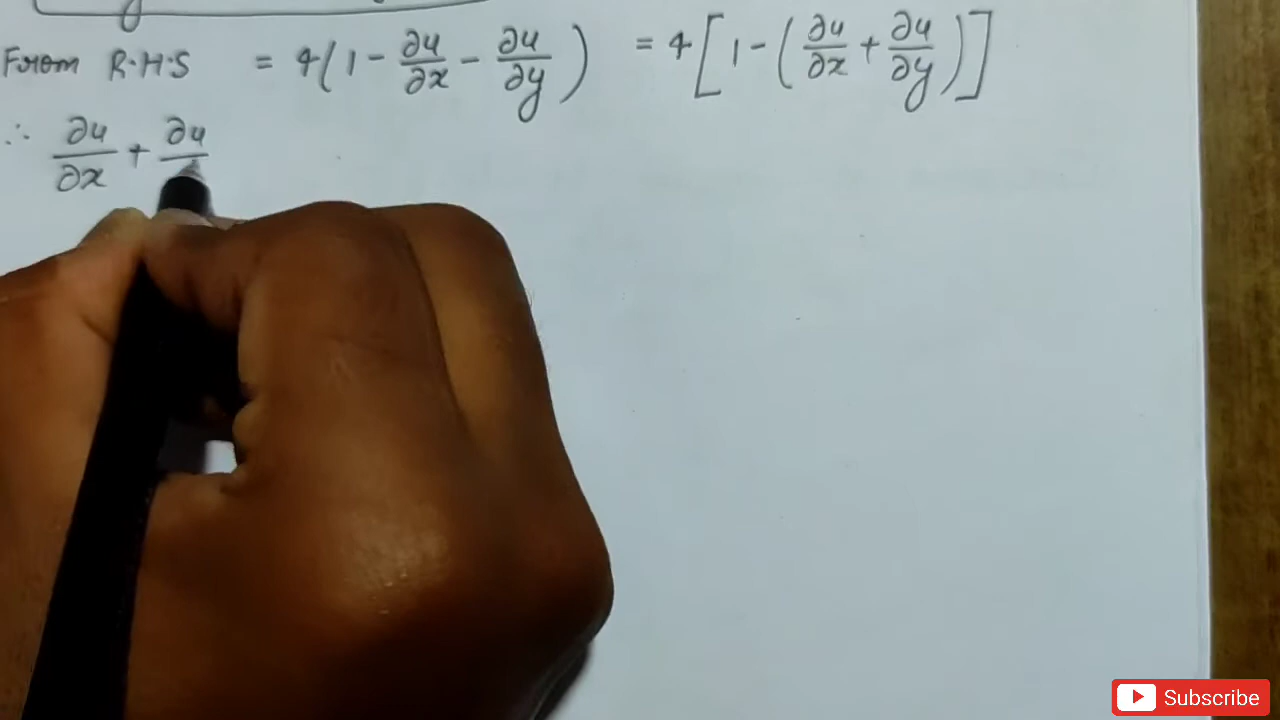 From R.H.S = 4(1 - ∂u/∂x - ∂u/∂y) = 4[1 - (∂u/∂x + ∂u/∂y)]
∴ ∂u/∂x + ∂u
Subscribe